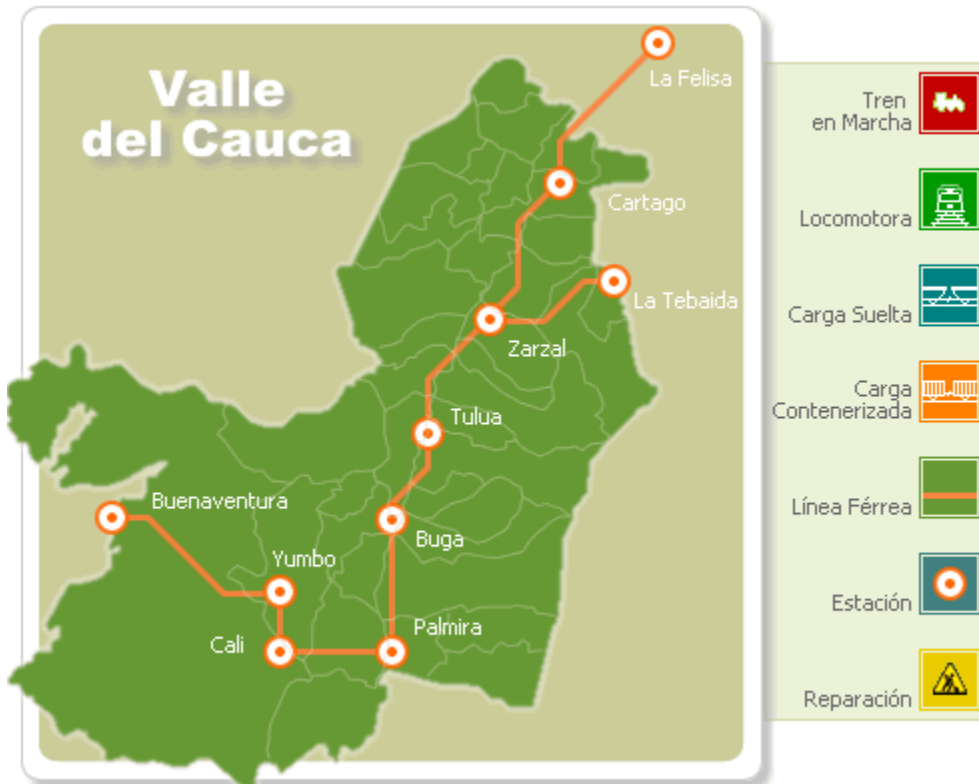 Valle
del Cauca
La Felisa
Cartago
La Tebaida
Zarzal
Tulua
Buenaventura
Buga
Yumbo
Palmira
Cali
Tren
en Marcha
Locomotora
Carga Suelta
Carga
Contenerizada
Línea Férrea
Estación
Reparación